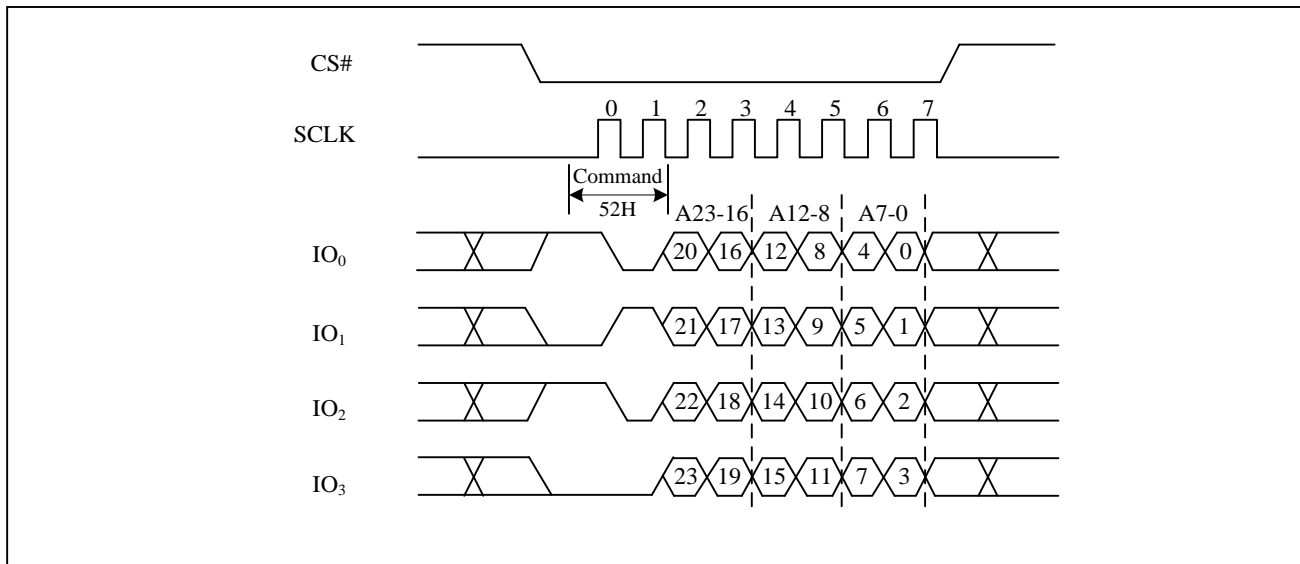 CS#
0 1 2 3 4 5 6 7
SCLK
Command
52H
A23-16 A12-8 A7-0
IO0 20 16 12 8 4 0
IO1 21 17 13 9 5 1
IO2 22 18 14 10 6 2
IO3 23 19 15 11 7 3